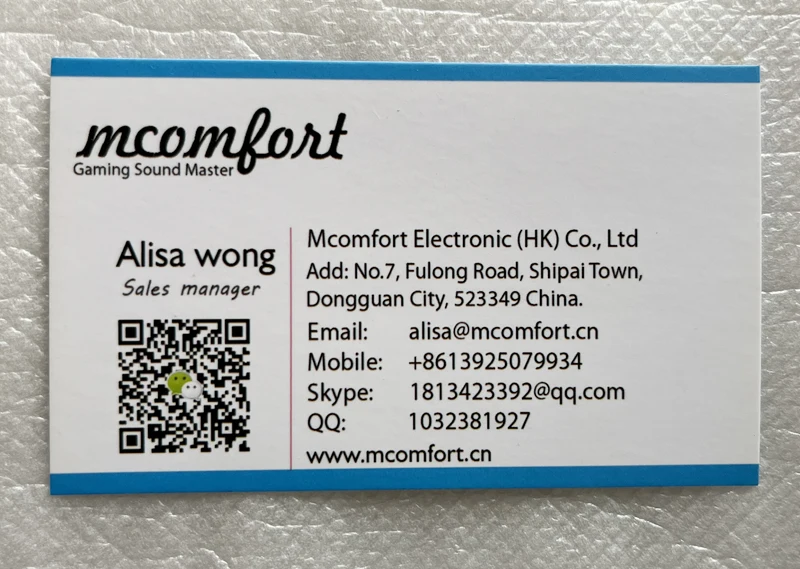 mcomfort
Gaming Sound Master
Alisa wong
Sales manager
Mcomfort Electronic (HK) Co., Ltd
Add: No.7, Fulong Road, Shipai Town,
Dongguan City, 523349 China.
Email: alisa@mcomfort.cn
Mobile: +8613925079934
Skype: 1813423392@qq.com
QQ: 1032381927
www.mcomfort.cn